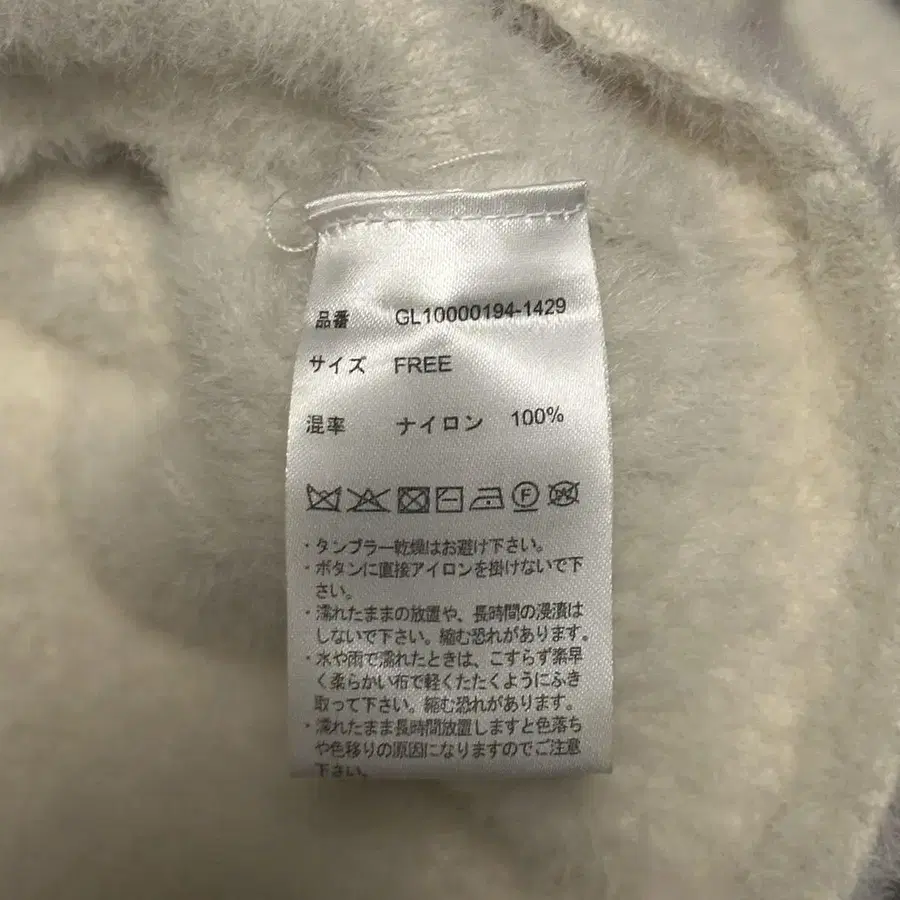 品番 GL10000194-1429
サイズ FREE
混率 ナイロン 100%
F
W
・タンブラー乾燥はお避け下さい。
・ボタンに直接アイロンを掛けないで下
さい。
・濡れたままの放置や、長時間の浸漬は
しないで下さい。縮む恐れがあります。
・水や雨で濡れたときは、こすらず素早
く柔らかい布で軽くたたくようにふき
取って下さい。縮む恐れがあります。
・濡れたまま長時間放置しますと色落ち
や色移りの原因になりますのでご注意
下さい。